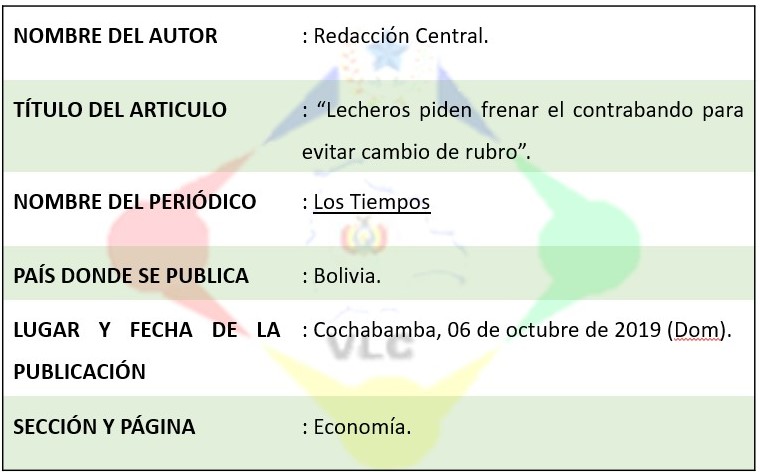 NOMBRE DEL AUTOR : Redacción Central.
TÍTULO DEL ARTICULO : “Lecheros piden frenar el contrabando para
evitar cambio de rubro”.
NOMBRE DEL PERIÓDICO : Los Tiempos
PAÍS DONDE SE PUBLICA : Bolivia.
LUGAR Y FECHA DE LA : Cochabamba, 06 de octubre de 2019 (Dom).
PUBLICACIÓN
VLC
SECCIÓN Y PÁGINA : Economía.